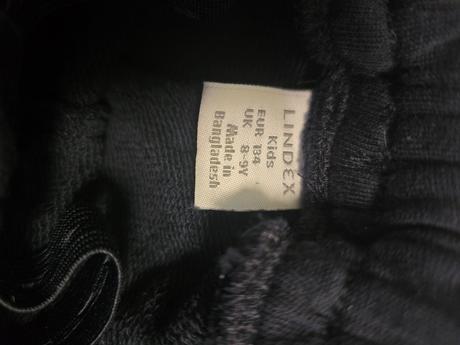 LINDEX
Kids
EUR 134
UK 8-9Y
Made in
Bangladesh